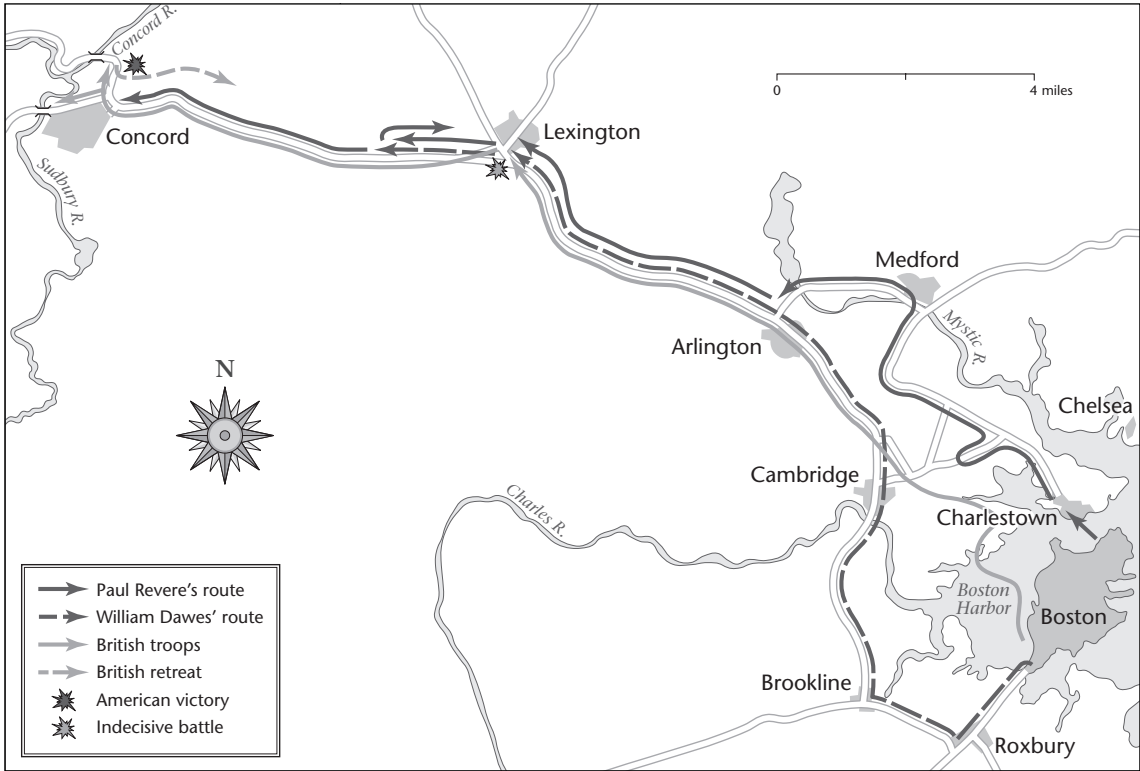 Concord R.
0
4 miles
Lexington
Concord
Sudbury R.
Medford
Arlington
Mystic R.
N
Chelsea
Cambridge
Charles R.
Charlestown
Boston
Harbor
Boston
Paul Revere's route
William Dawes' route
British troops
British retreat
American victory
Indecisive battle
Brookline
Roxbury